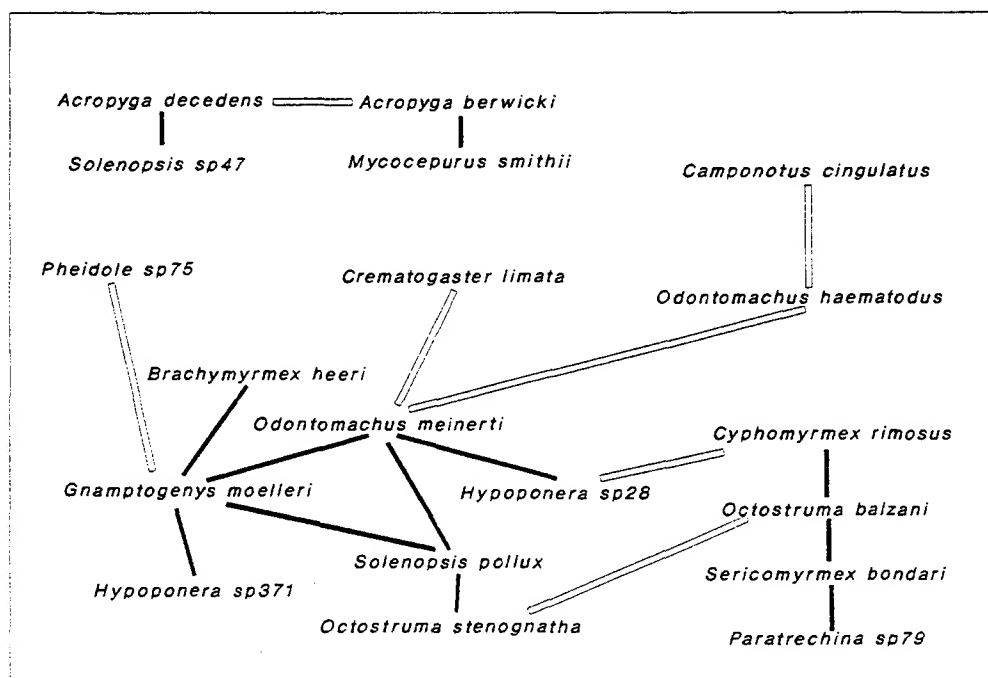 Acropyga decedens Acropyga berwicki
Solenopsis sp47 Mycocepurus smithii
Camponotus cingulatus
Pheidole sp75 Crematogaster limata
Odontomachus haematodus
Brachymyrmex heeri
Odontomachus meinerti
Cyphomyrmex rimosus
Gnamptogenys moelleri Hypoponera sp28
Octostruma balzani
Solenopsis pollux
Hypoponera sp371 Sericomyrmex bondari
Octostruma stenognatha
Paratrechina sp79